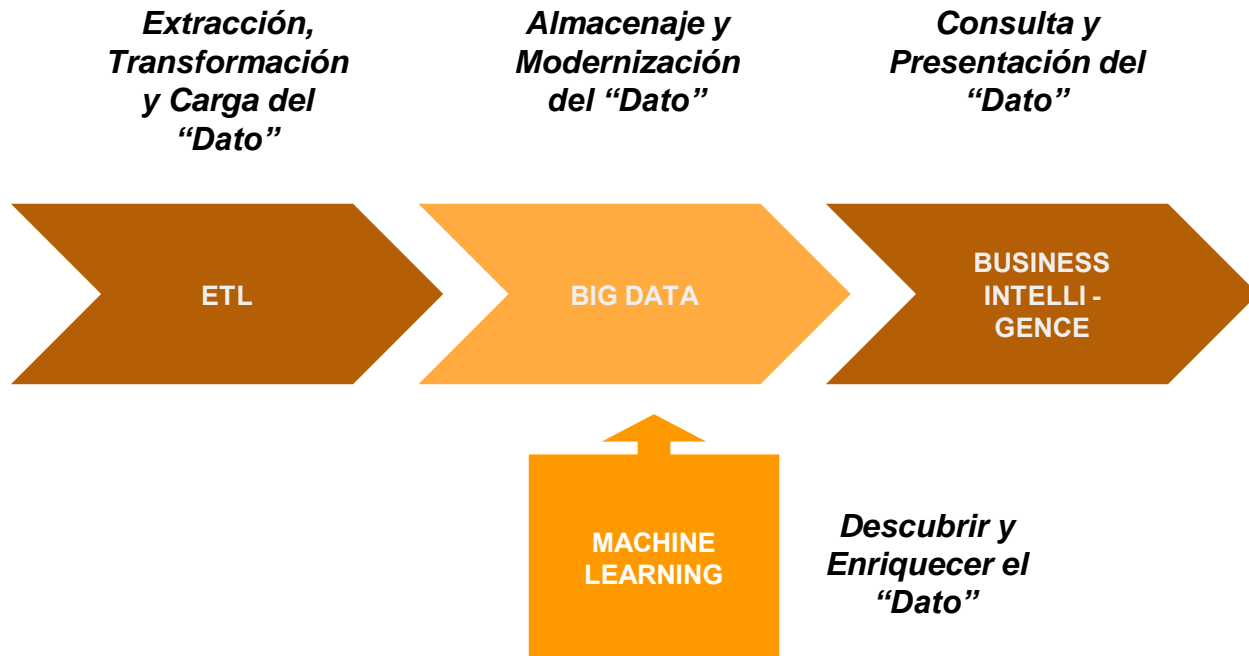 Extracción,
Transformación
y Carga del
“Dato”
Almacenaje y
Modernización
del “Dato”
Consulta y
Presentación del
“Dato”
ETL
BIG DATA
BUSINESS
INTELLI -
GENCE
MACHINE
LEARNING
Descubrir y
Enriquecer el
“Dato”